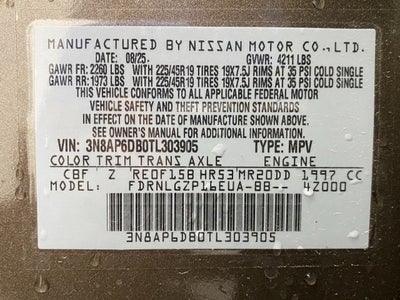 MANUFACTURED BY NISSAN MOTOR CO., LTD.
DATE: 08/25. GVWR: 4211 LBS
GAWR FR: 2260 LBS WITH 225/45R19 TIRES 19X7.5J RIMS AT 35 PSI COLD SINGLE
GAWR RR: 1973 LBS WITH 225/45R19 TIRES 19X7.5J RIMS AT 35 PSI COLD SINGLE
THIS VEHICLE CONFORMS TO ALL APPLICABLE FEDERAL MOTOR
VEHICLE SAFETY AND THEFT PREVENTION STANDARDS
IN EFFECT ON THE DATE OF MANUFACTURE SHOWN ABOVE.
SEE OWNER'S MANUAL FOR ADDITIONAL INFORMATION.
VIN: 3N8AP6DB0TL303905 TYPE: MPV
COLOR TRIM TRANS AXLE ENGINE
CBF Z RE0F15B HR53 MR20DD 1997 CC
MODEL: FDRNLGZP16EUA-BB-- 4Z000
3N8AP6DB0TL303905